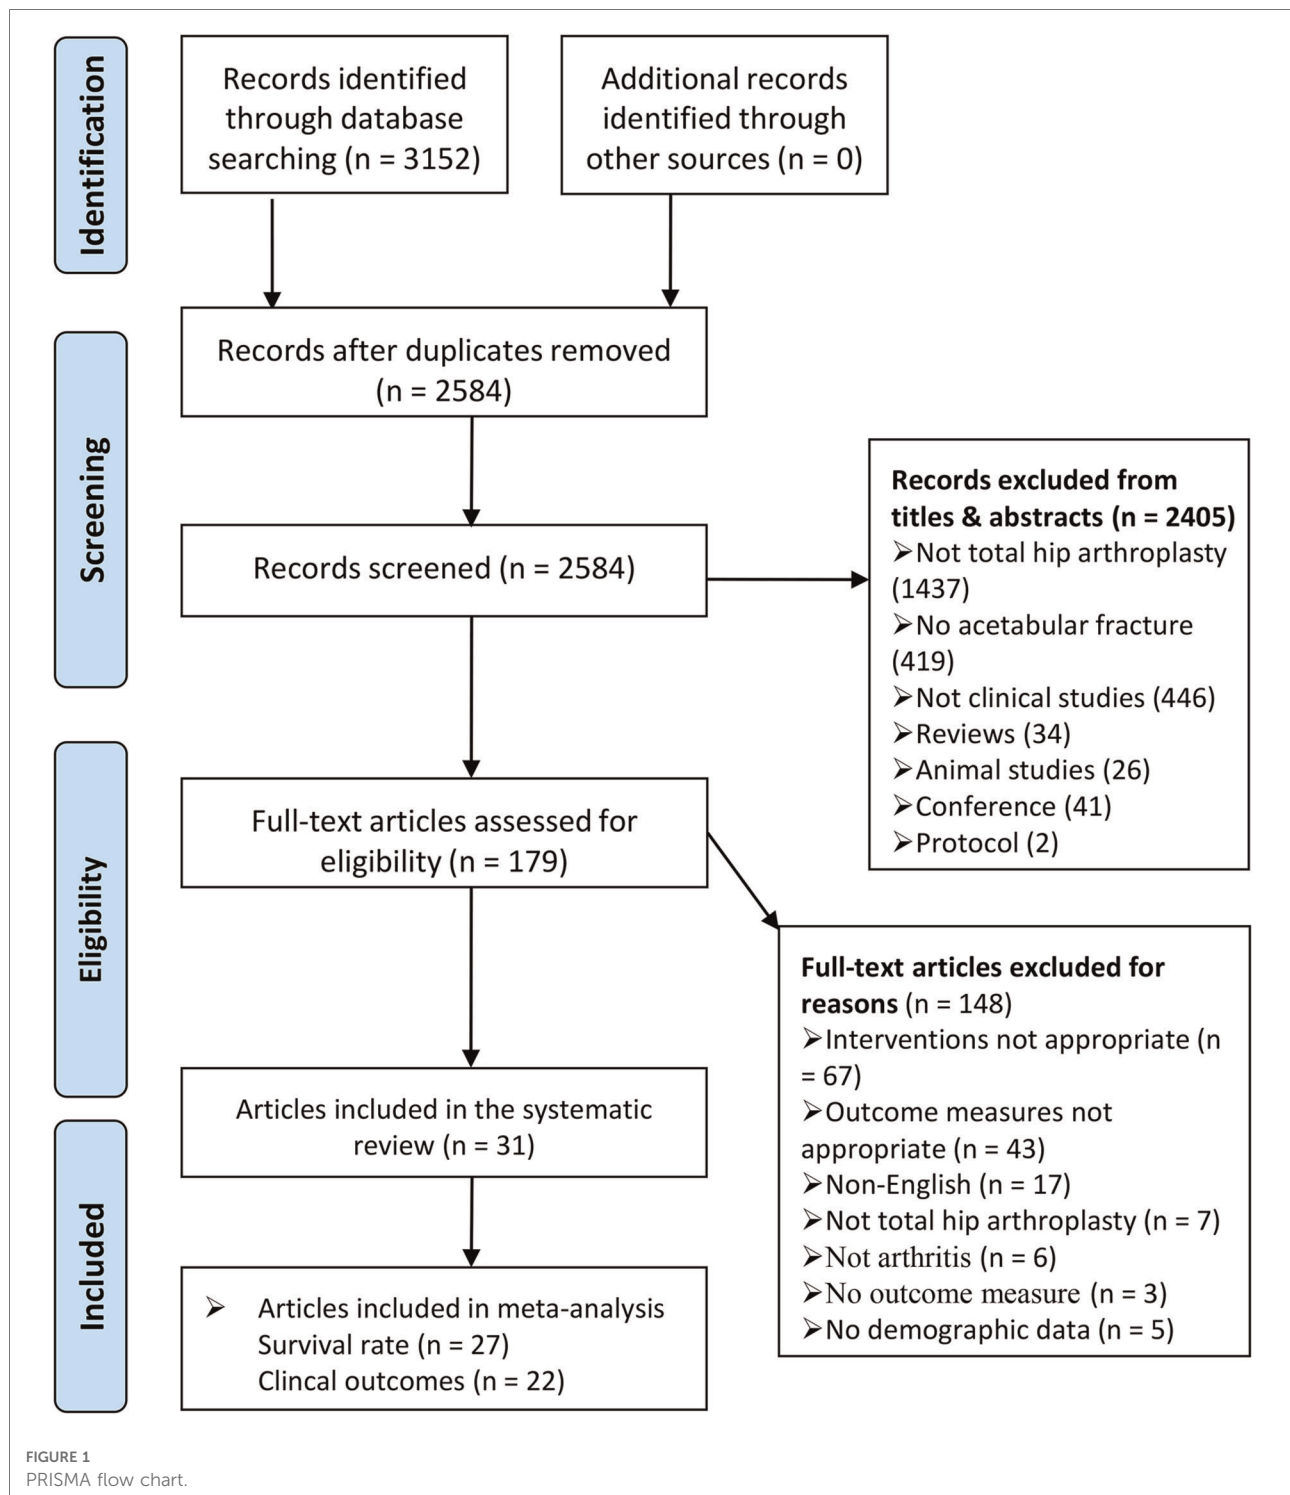 Identification
Records identified
through database
searching (n = 3152)
Additional records
identified through
other sources (n = 0)
Screening
Records after duplicates removed
(n = 2584)
Records screened (n = 2584)
Records excluded from
titles & abstracts (n = 2405)
➢Not total hip arthroplasty
(1437)
➢No acetabular fracture
(419)
➢Not clinical studies (446)
➢Reviews (34)
➢Animal studies (26)
➢Conference (41)
➢Protocol (2)
Eligibility
Full-text articles assessed for
eligibility (n = 179)
Full-text articles excluded for
reasons (n = 148)
➢Interventions not appropriate (n
= 67)
➢Outcome measures not
appropriate (n = 43)
➢Non-English (n = 17)
➢Not total hip arthroplasty (n = 7)
➢Not arthritis (n = 6)
➢No outcome measure (n = 3)
➢No demographic data (n = 5)
Articles included in the systematic
review (n = 31)
Included
➢ Articles included in meta-analysis
Survival rate (n = 27)
Clincal outcomes (n = 22)
FIGURE 1
PRISMA flow chart.